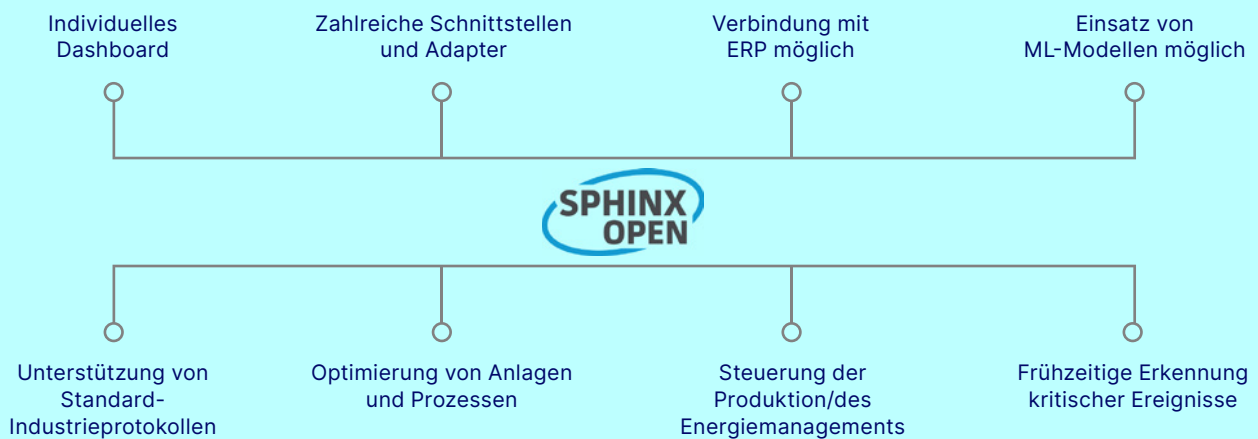 Individuelles
Dashboard
Zahlreiche Schnittstellen
und Adapter
Verbindung mit
ERP möglich
Einsatz von
ML-Modellen möglich
SPHINX
OPEN
Unterstützung von
Standard-
Industrieprotokollen
Optimierung von Anlagen
und Prozessen
Steuerung der
Produktion/des
Energiemanagements
Frühzeitige Erkennung
kritischer Ereignisse